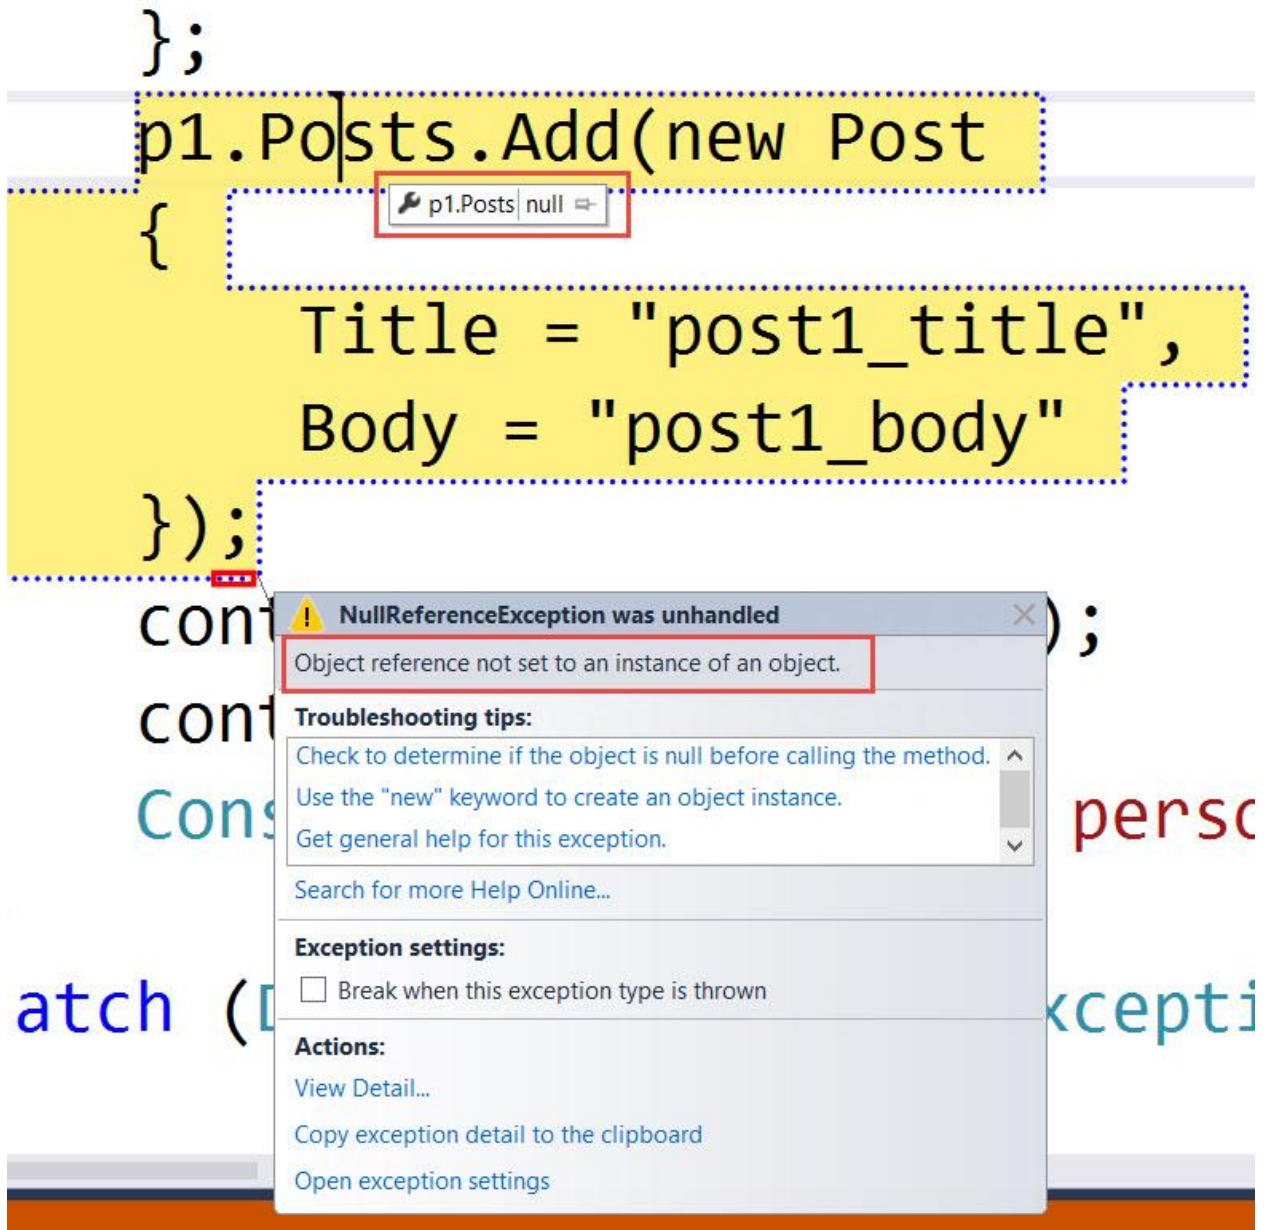 };
p1.Posts.Add(new Post
p1.Posts null
{
Title = "post1_title",
Body = "post1_body"
});
NullReferenceException was unhandled
);
Object reference not set to an instance of an object.
Troubleshooting tips:
Check to determine if the object is null before calling the method.
Use the "new" keyword to create an object instance.
Get general help for this exception.
Search for more Help Online...
Exception settings:
Break when this exception type is thrown
atch (
Actions:
View Detail...
Copy exception detail to the clipboard
Open exception settings